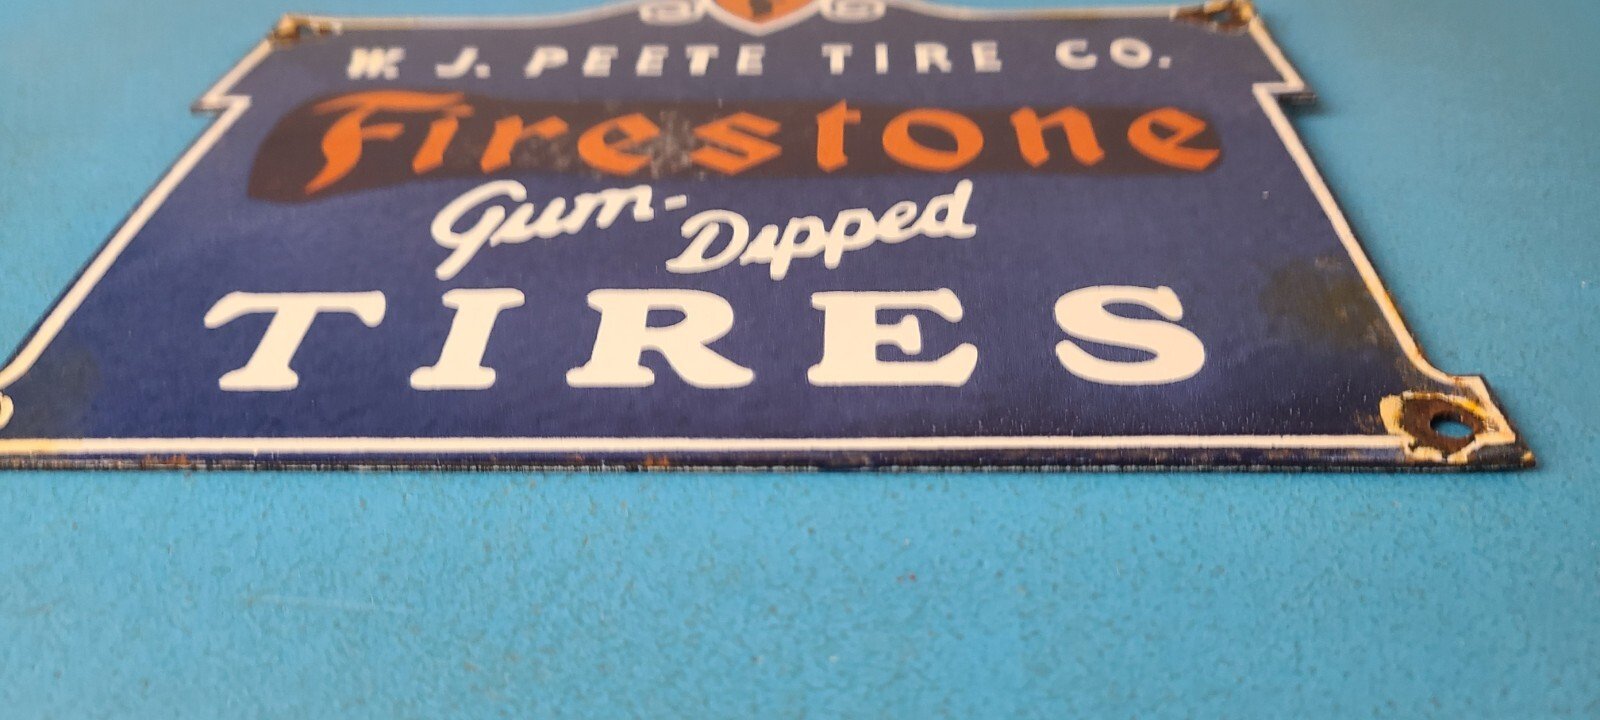 W. J. PEETE TIRE CO.
Firestone
Gum-Dipped
TIRES